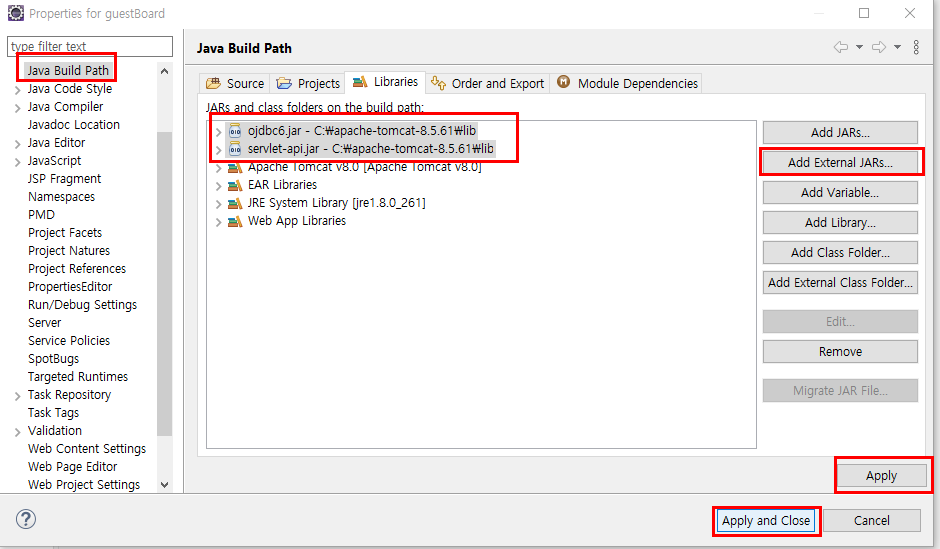 Properties for guestBoard
type filter text
Java Build Path
Java Code Style
Java Compiler
Javadoc Location
Java Editor
JavaScript
JSP Fragment
Namespaces
PMD
Project Facets
Project Natures
Project References
PropertiesEditor
Run/Debug Settings
Server
Service Policies
SpotBugs
Targeted Runtimes
Task Repository
Task Tags
Validation
Web Content Settings
Web Page Editor
Web Project Settings
Java Build Path
Source Projects Libraries Order and Export Module Dependencies
JARs and class folders on the build path:
ojdbc6.jar - C:₩apache-tomcat-8.5.61₩lib
servlet-api.jar - C:₩apache-tomcat-8.5.61₩lib
Apache Tomcat v8.0 [Apache Tomcat v8.0]
EAR Libraries
JRE System Library [jre1.8.0_261]
Web App Libraries
Add JARs...
Add External JARs...
Add Variable...
Add Library...
Add Class Folder...
Add External Class Folder...
Edit...
Remove
Migrate JAR File...
Apply
Apply and Close Cancel